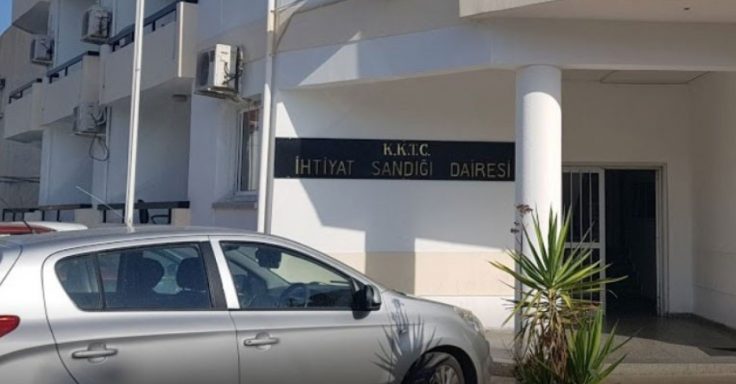 K.K.T.C.
İHTİYAT SANDIĞI DAİRESİ